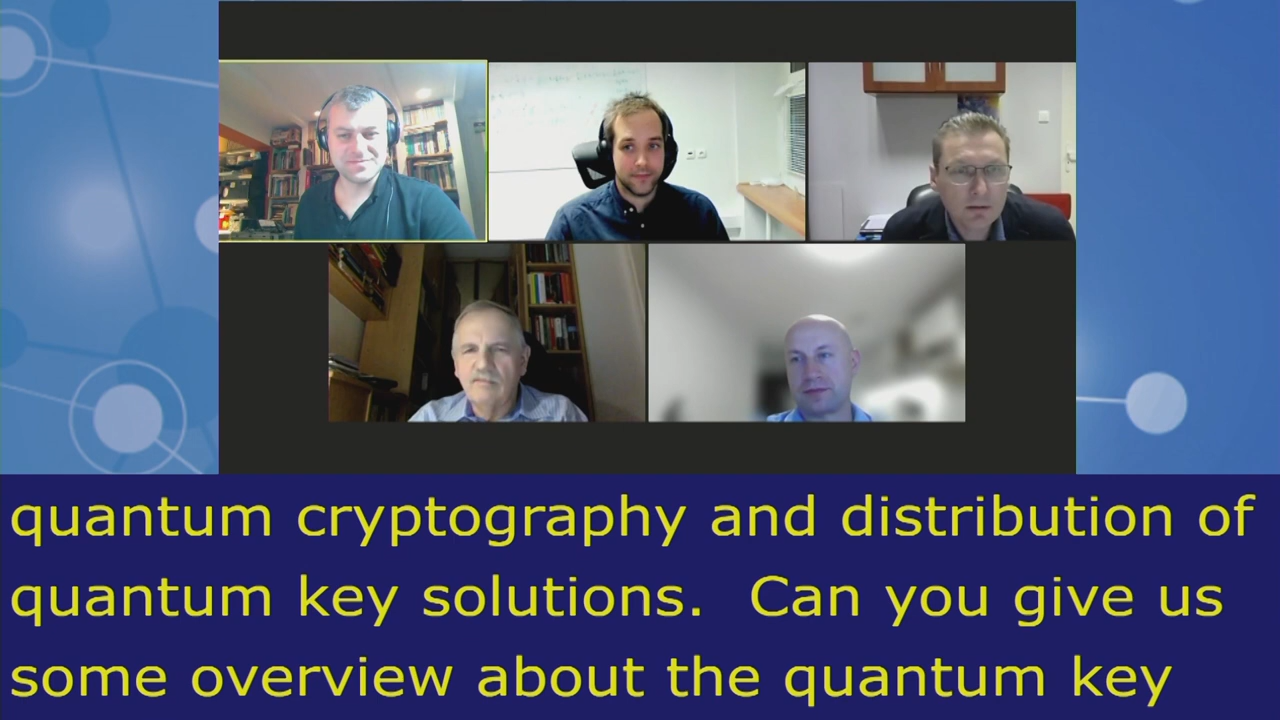 quantum cryptography and distribution of
quantum key solutions.  Can you give us
some overview about the quantum key